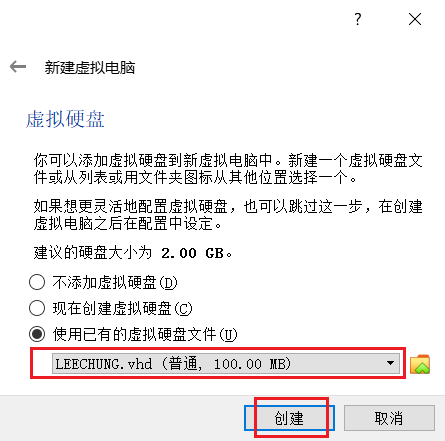 ?
新建虚拟电脑
虚拟硬盘
你可以添加虚拟硬盘到新虚拟电脑中。新建一个虚拟硬盘文
件或从列表或用文件夹图标从其他位置选择一个。
如果想更灵活地配置虚拟硬盘，也可以跳过这一步，在创建
虚拟电脑之后在配置中设定。
建议的硬盘大小为 2.00 GB。
不添加虚拟硬盘(D)
现在创建虚拟硬盘(C)
使用已有的虚拟硬盘文件(U)
LEECHUNG.vhd (普通, 100.00 MB)
创建
取消